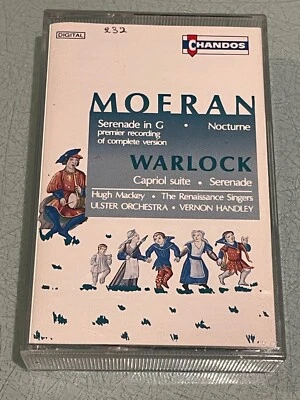 DIGITAL
232
CHANDOS
MOERAN
Serenade in G • Nocturne
premier recording
of complete version
WARLOCK
Capriol suite • Serenade
Hugh Mackey • The Renaissance Singers
ULSTER ORCHESTRA • VERNON HANDLEY